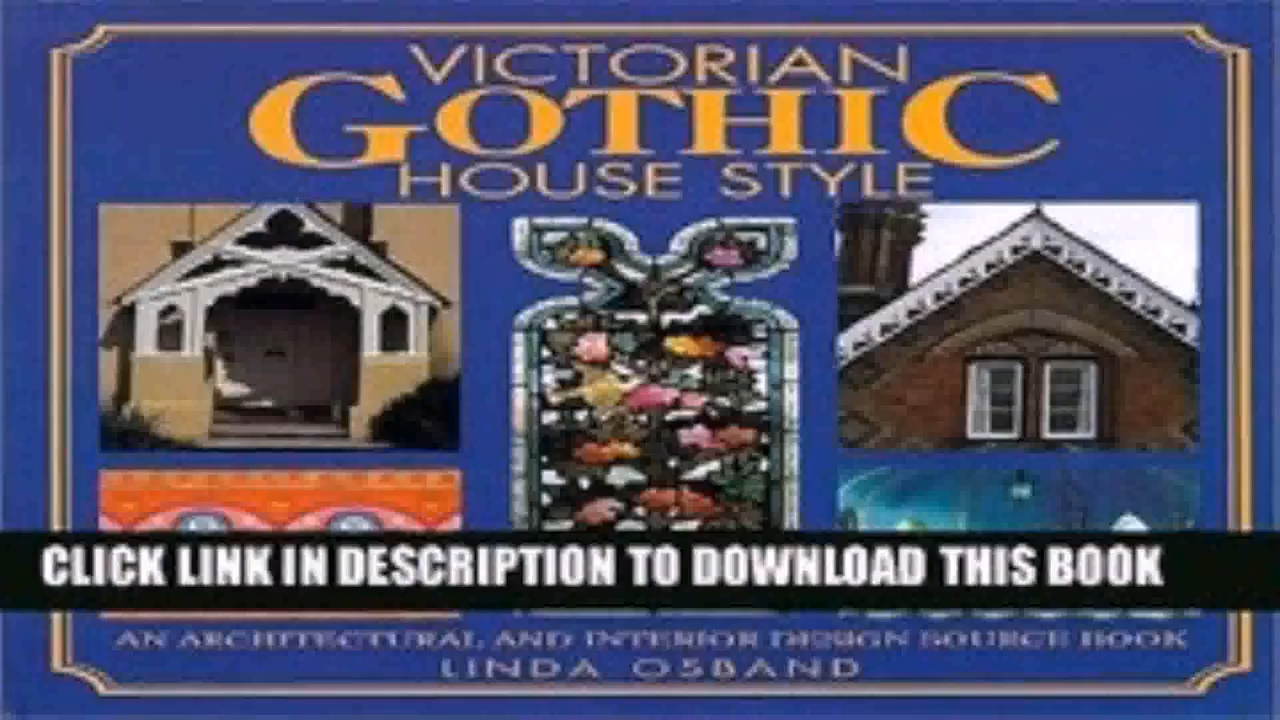 VICTORIAN
GOTHIC
HOUSE STYLE
CLICK LINK IN DESCRIPTION TO DOWNLOAD THIS BOOK
AN ARCHITECTURAL AND INTERIOR DESIGN SOURCE BOOK
LINDA OSBAND